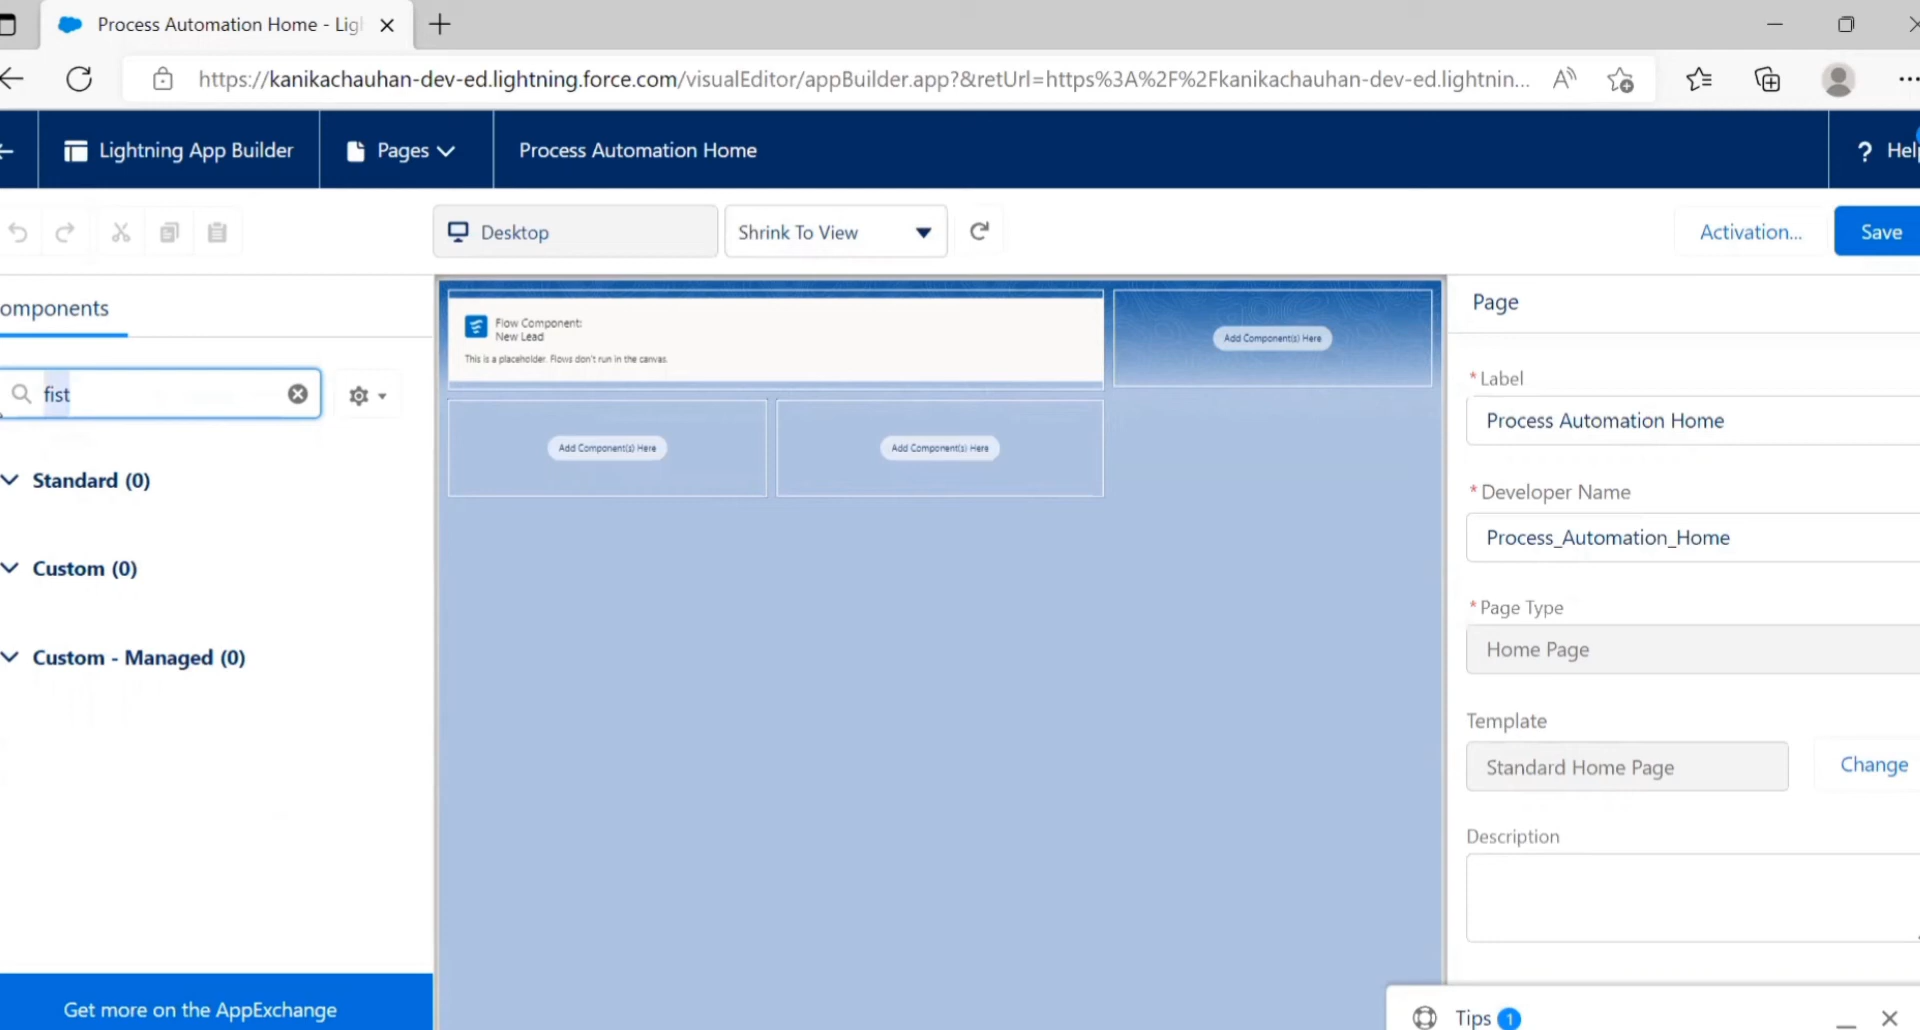 Process Automation Home - Lig
https://kanikachauhan-dev-ed.lightning.force.com/visualEditor/appBuilder.app?&retUrl=https%3A%2F%2Fkanikachauhan-dev-ed.lightnin...
Lightning App Builder
Pages
Process Automation Home
? Help
Desktop
Shrink To View
Activation...
Save
omponents
fist
Standard (0)
Custom (0)
Custom - Managed (0)
Get more on the AppExchange
Flow Component:
New Lead
This is a placeholder. Flows don't run in the canvas.
Add Component(s) Here
Add Component(s) Here
Add Component(s) Here
Page
* Label
Process Automation Home
* Developer Name
Process_Automation_Home
* Page Type
Home Page
Template
Standard Home Page
Change
Description
Tips 1